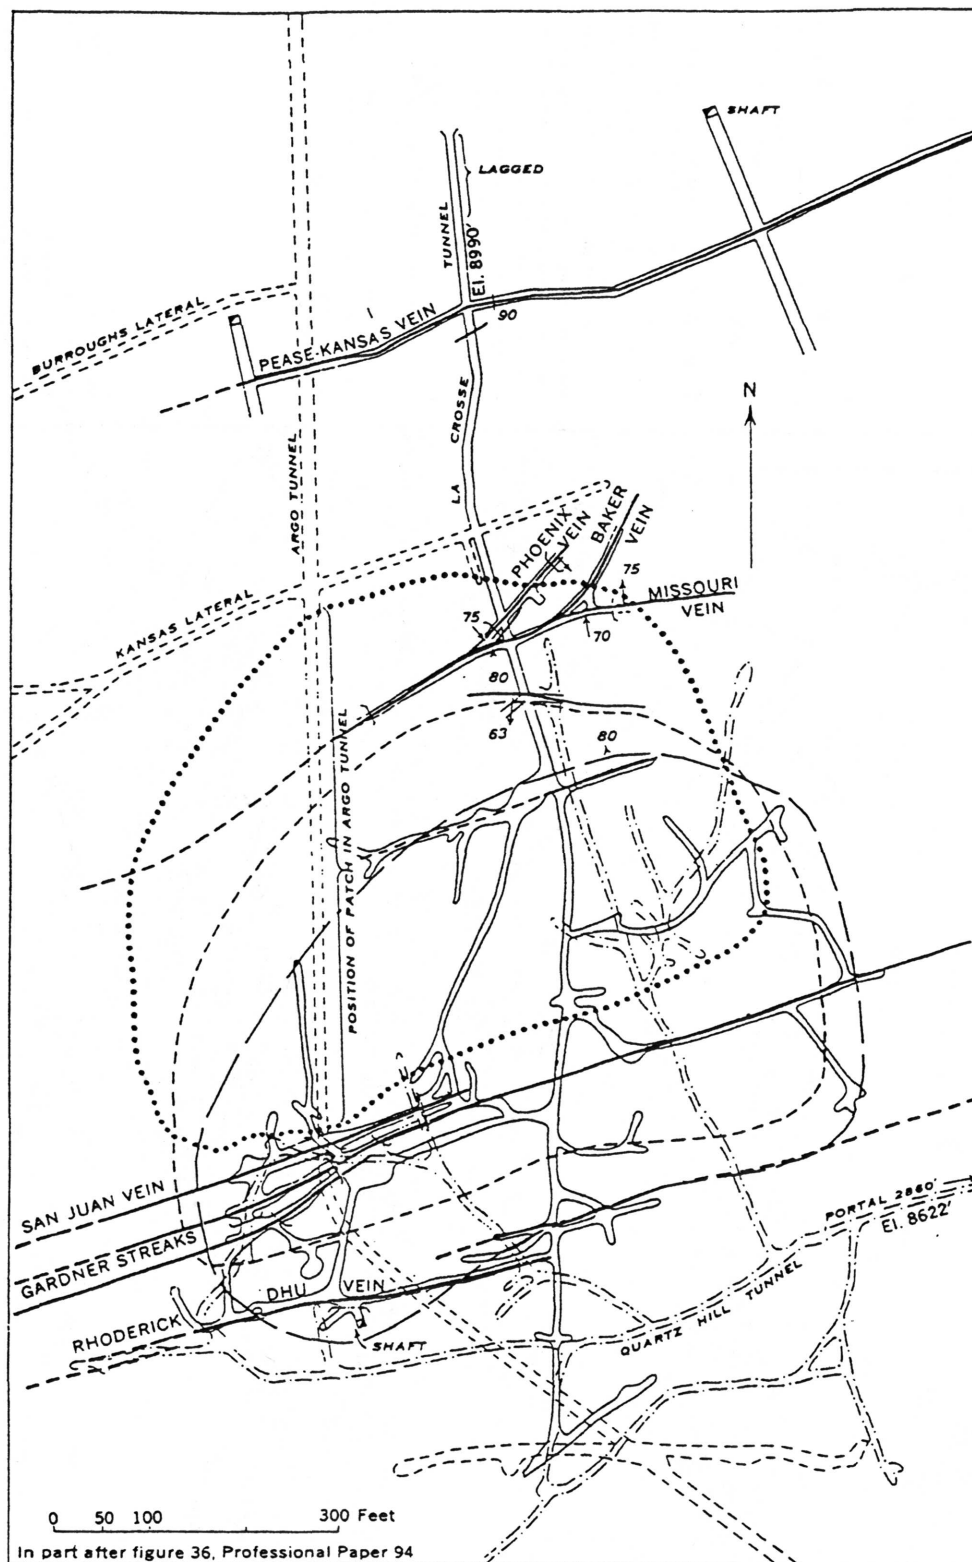 SHAFT
LAGGED
TUNNEL
El. 8990'
BURROUGHS LATERAL
PEASE-KANSAS VEIN
90
N
CROSSE
LA
ARGO TUNNEL
PHOENIX
VEIN
BAKER
VEIN
75
MISSOURI
VEIN
75
70
KANSAS LATERAL
80
63
80
POSITION OF PATCH IN ARGO TUNNEL
SAN JUAN VEIN
GARDNER STREAKS
PORTAL 2860'
El. 8622'
DHU VEIN
RHODERICK
QUARTZ HILL TUNNEL
SHAFT
0 50 100 300 Feet
In part after figure 36, Professional Paper 94